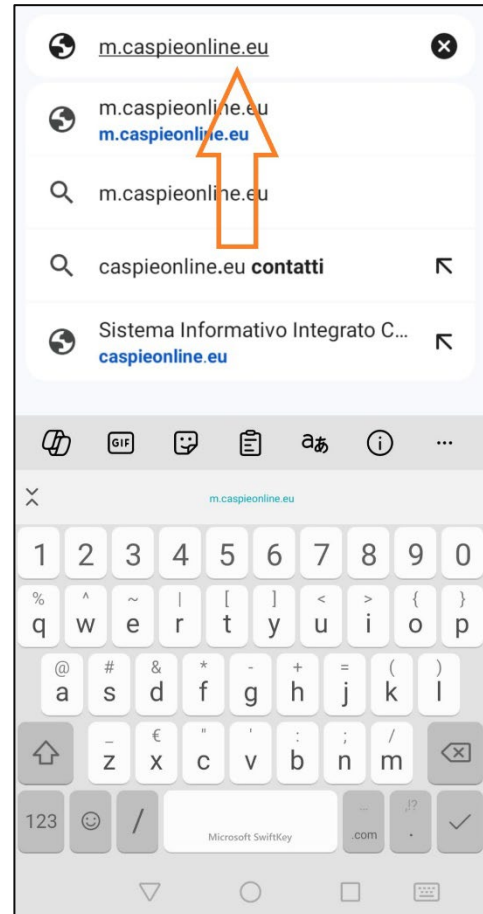 m.caspieonline.eu
m.caspieonline.eu
m.caspieonline.eu
m.caspieonline.eu
caspieonline.eu contatti
Sistema Informativo Integrato C...
caspieonline.eu
GIF aあ i ...
m.caspieonline.eu
1 2 3 4 5 6 7 8 9 0
% ^ ~ | [ ] < > { }
q w e r t y u i o p
@ # & * - + = ( )
a s d f g h j k l
_ € " ' : ; /
z x c v b n m
... ,!?
123 / Microsoft SwiftKey .com .